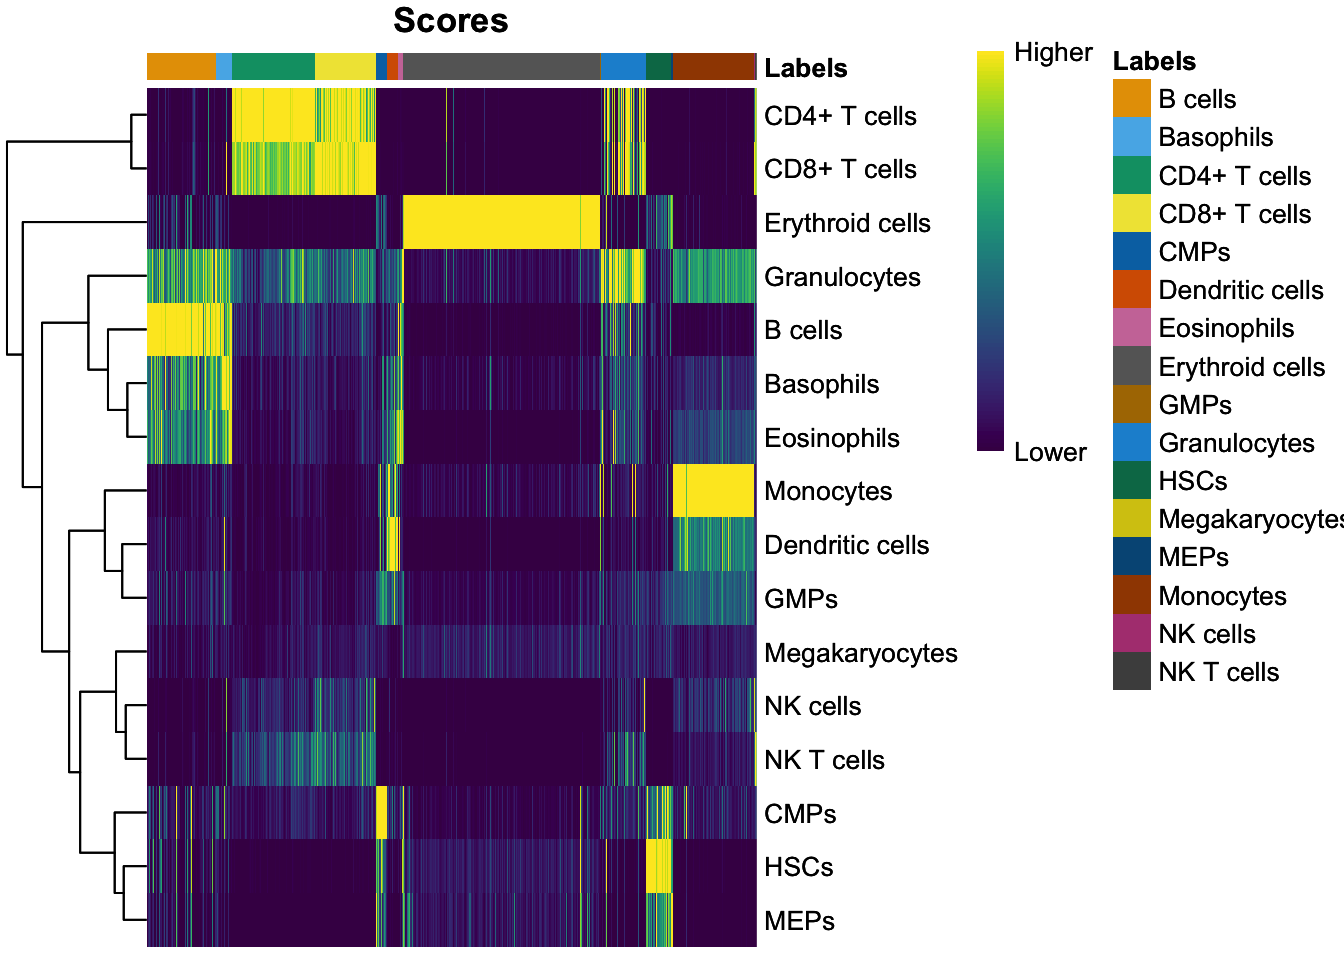 Scores
Labels
CD4+ T cells
CD8+ T cells
Erythroid cells
Granulocytes
B cells
Basophils
Eosinophils
Monocytes
Dendritic cells
GMPs
Megakaryocytes
NK cells
NK T cells
CMPs
HSCs
MEPs
Higher
Lower
Labels
B cells
Basophils
CD4+ T cells
CD8+ T cells
CMPs
Dendritic cells
Eosinophils
Erythroid cells
GMPs
Granulocytes
HSCs
Megakaryocytes
MEPs
Monocytes
NK cells
NK T cells